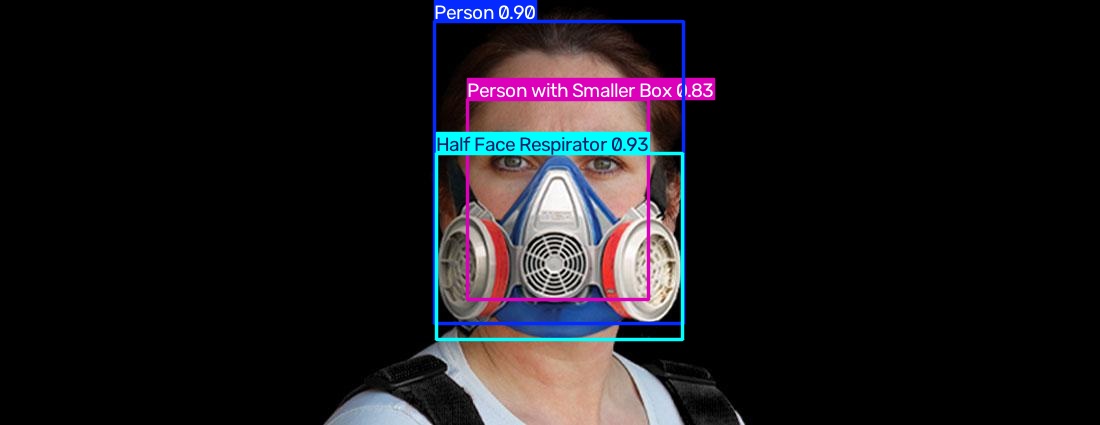 Person 0.90
Person with Smaller Box 0.83
Half Face Respirator 0.93